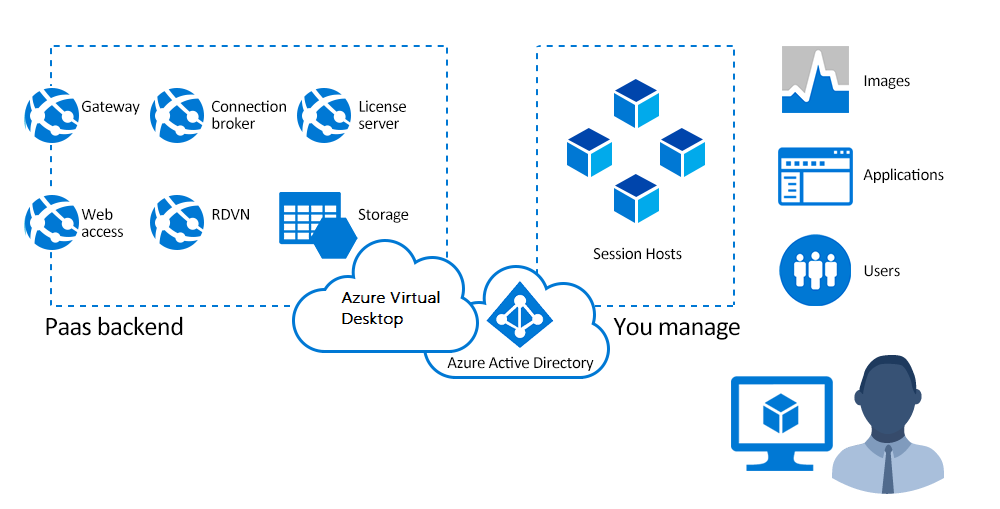 Gateway
Connection
broker
License
server
Web
access
RDVN
Storage
Azure Virtual
Desktop
Paas backend
Session Hosts
You manage
Azure Active Directory
Images
Applications
Users